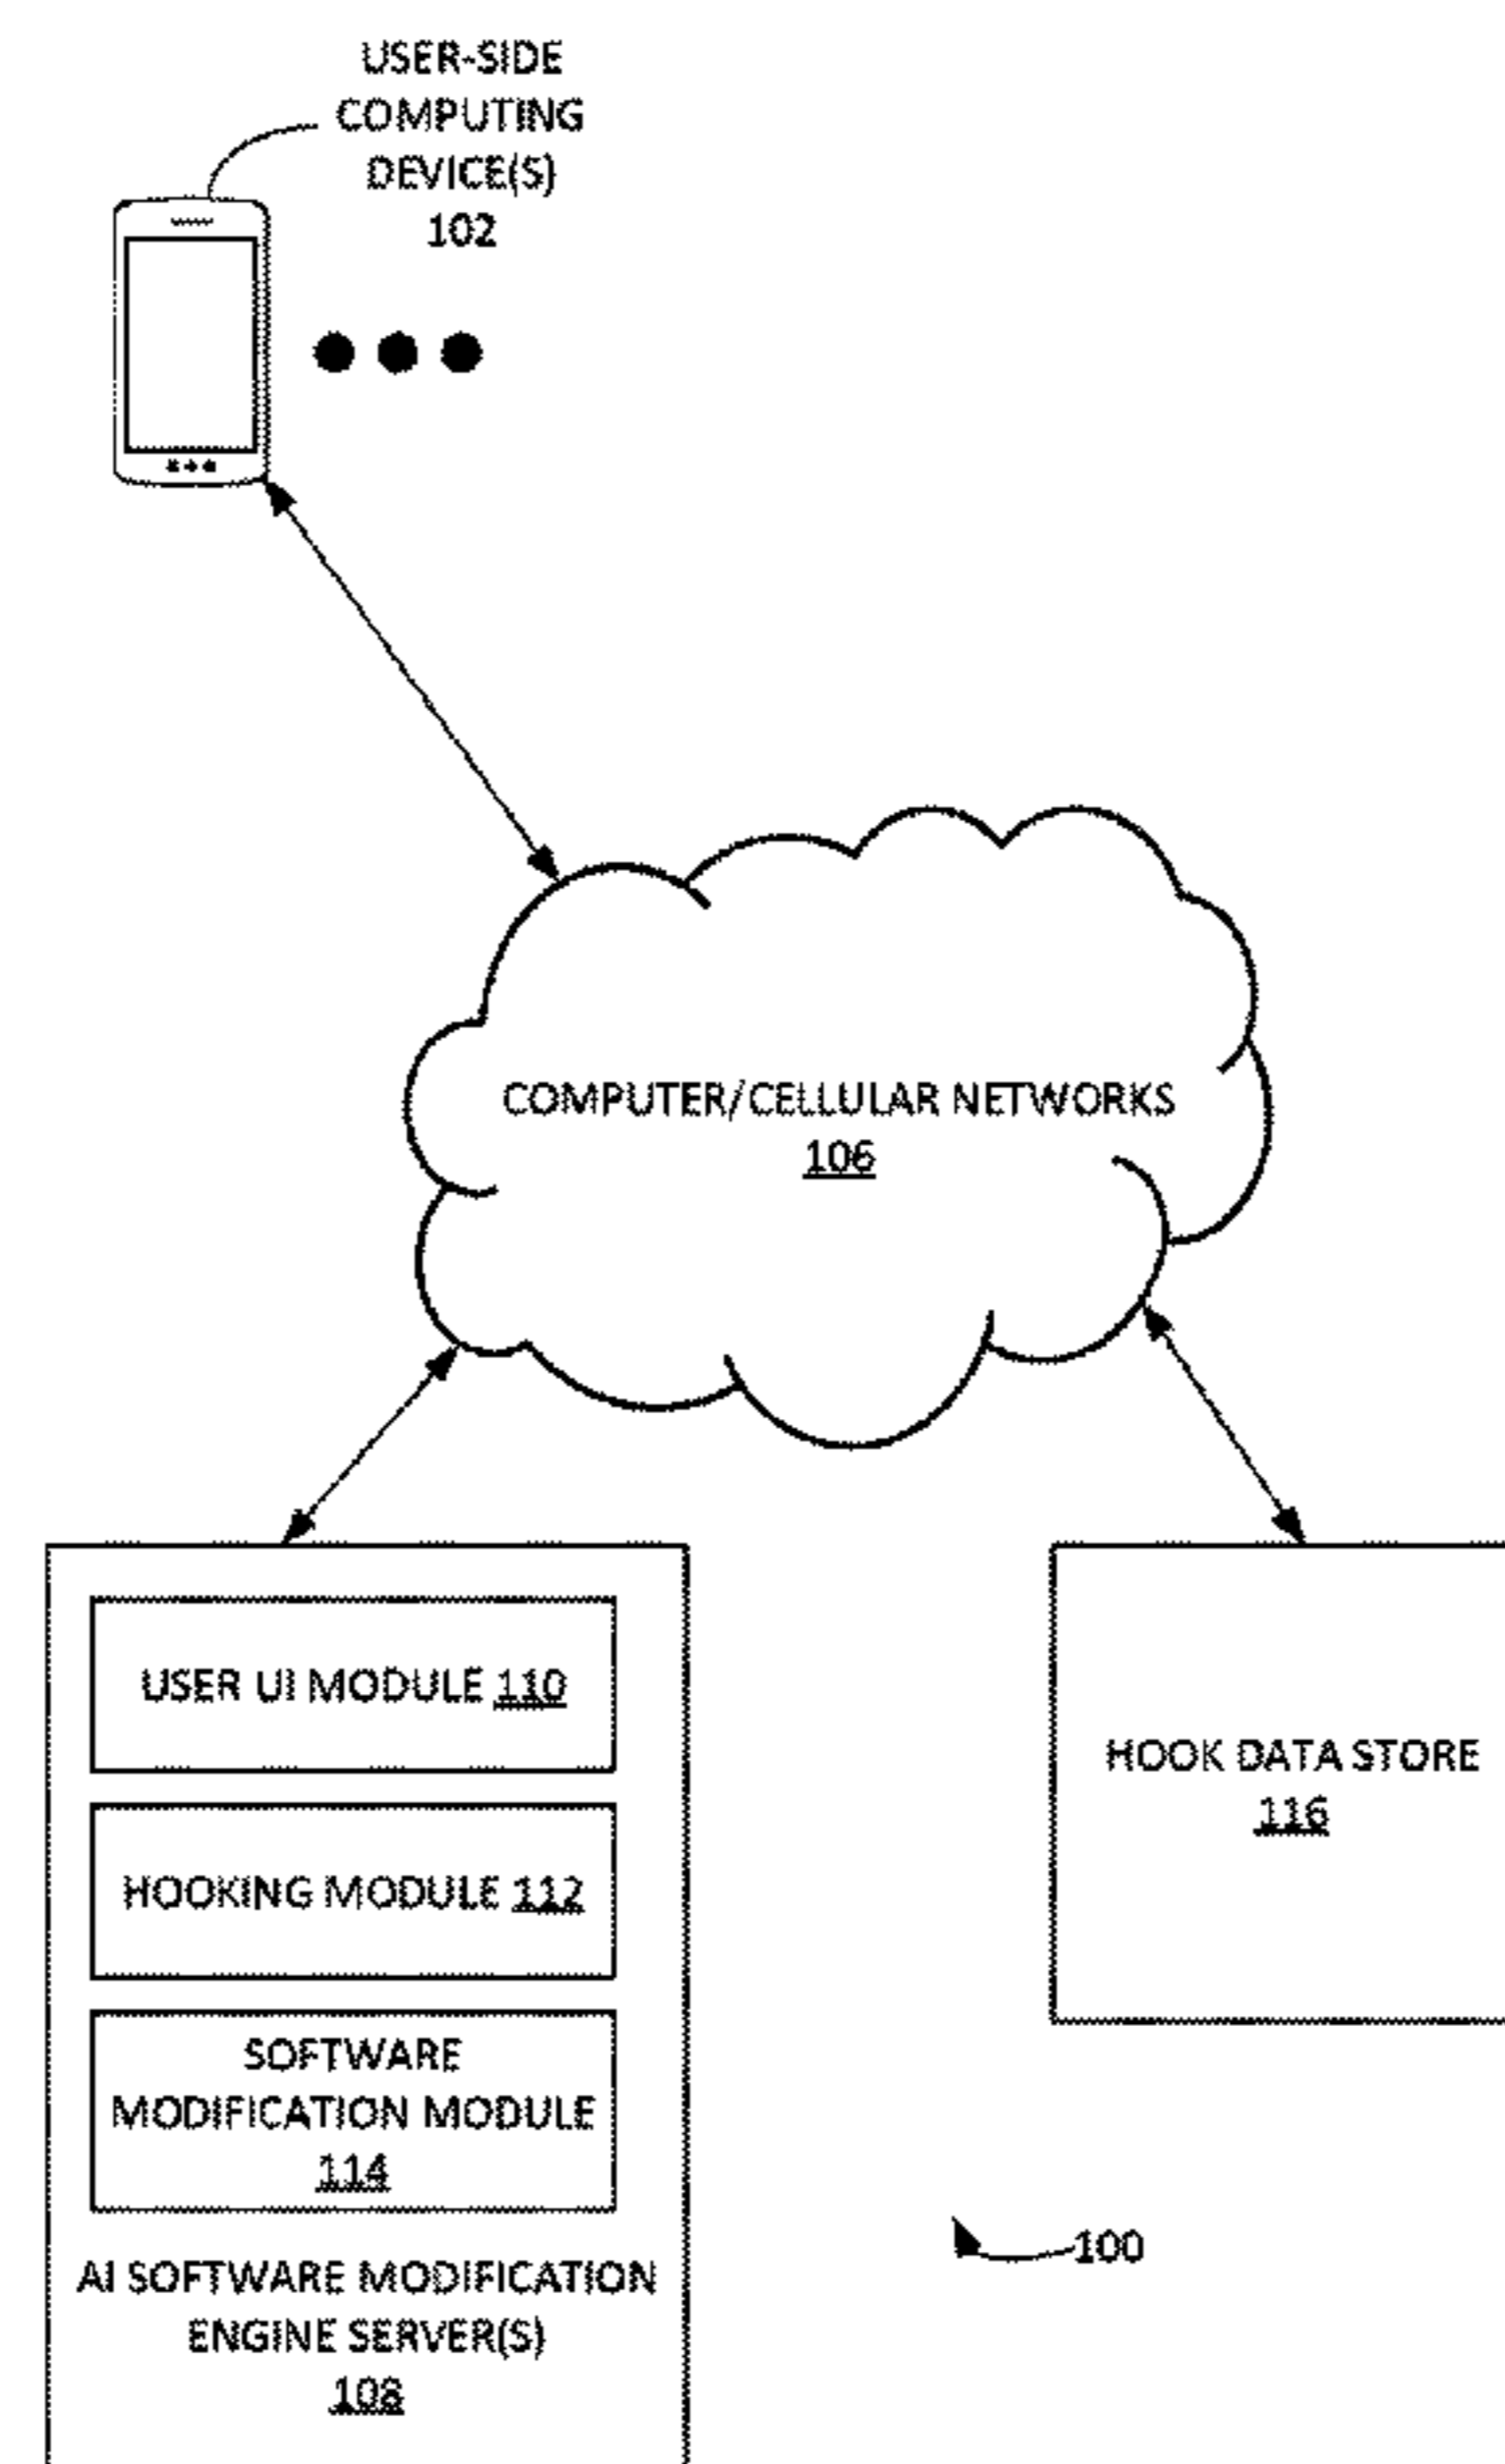 USER-SIDE
COMPUTING
DEVICE(S)
102
COMPUTER/CELLULAR NETWORKS
106
USER UI MODULE 110
HOOKING MODULE 112
SOFTWARE
MODIFICATION MODULE
114
AI SOFTWARE MODIFICATION
ENGINE SERVER(S)
108
HOOK DATA STORE
116
100